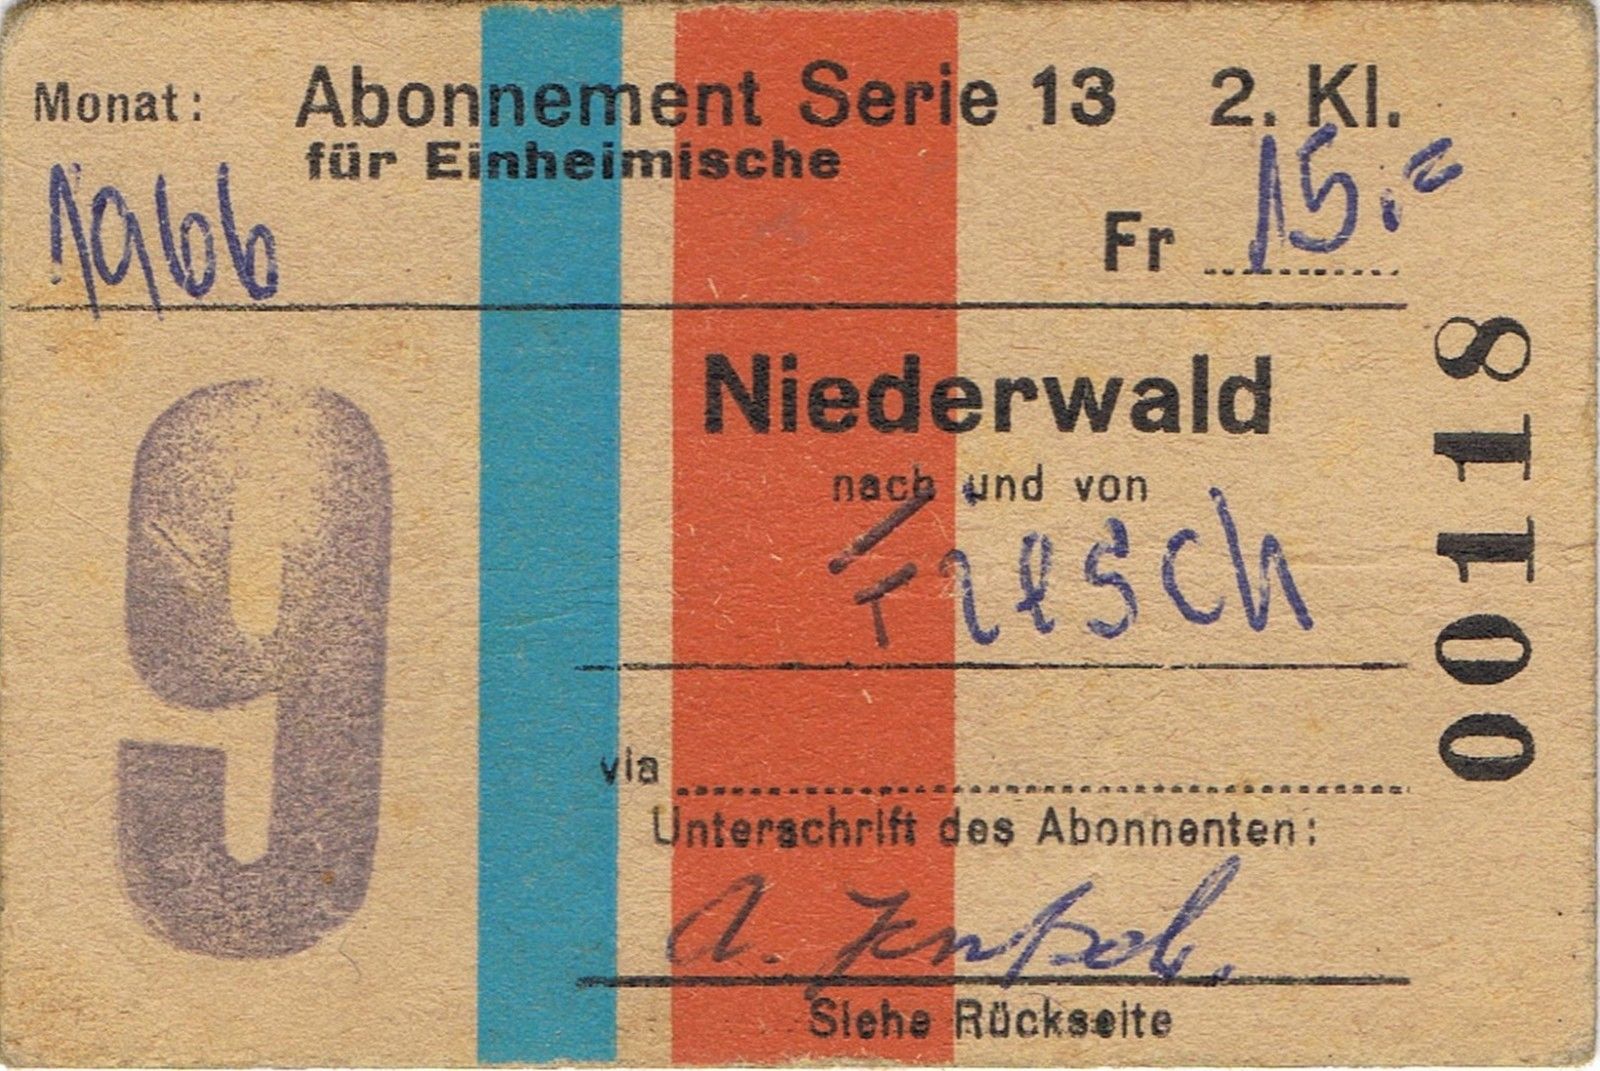 Monat: Abonnement Serie 13 2. Kl.
für Einheimische
1966
Fr 15.=
9
Niederwald
nach und von
Fiesch
via
Unterschrift des Abonnenten:
A.
Siehe Rückseite
00118